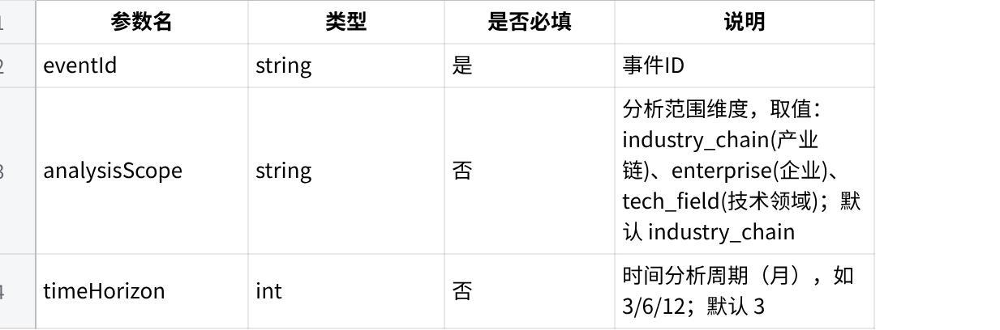 参数名 类型 是否必填 说明
eventId string 是 事件ID
analysisScope string 否 分析范围维度，取值：
industry_chain(产业
链)、enterprise(企业)、
tech_field(技术领域)；默
认 industry_chain
timeHorizon int 否 时间分析周期（月），如
3/6/12；默认 3